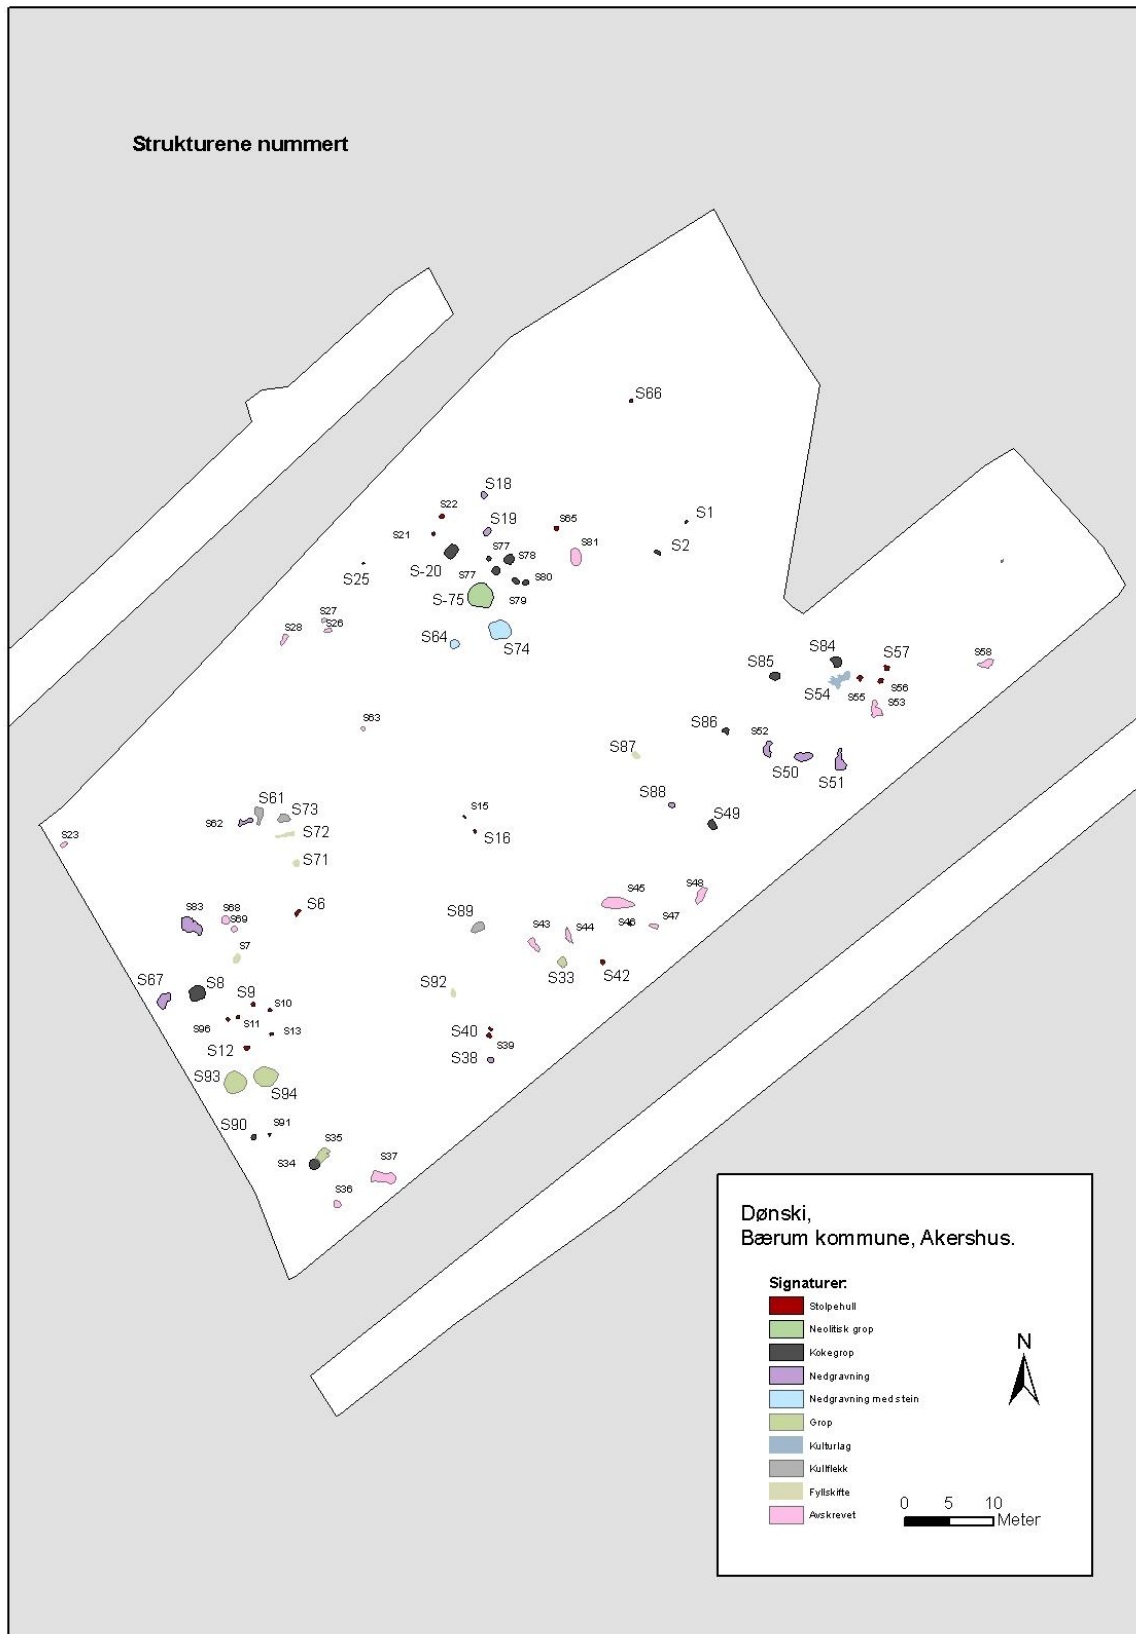 Strukturene nummert
S66
S18
S22
S19
S65
S1
S21
S77
S78
S81
S2
S-20
S77
S80
S25
S-75
S79
S27
S26
S28
S64
S74
S84
S57
S58
S85
S54
S55
S56
S53
S63
S86
S52
S87
S50
S51
S61
S73
S15
S88
S49
S62
S72
S16
S23
S71
S83
S68
S6
S45
S48
S69
S89
S43
S44
S46
S47
S7
S33
S42
S67
S8
S92
S9
S10
S96
S11
S13
S40
S12
S39
S38
S93
S94
S90
S91
S35
S34
S37
S36
Dønski,
Bærum kommune, Akershus.
Signaturer:
Stolpehull
Neolitisk grop
Kokegrop
Nedgravning
Nedgravning med stein
Grop
Kulturlag
Kullflekk
Fyllskifte
Avskrevet
N
0 5 10
Meter